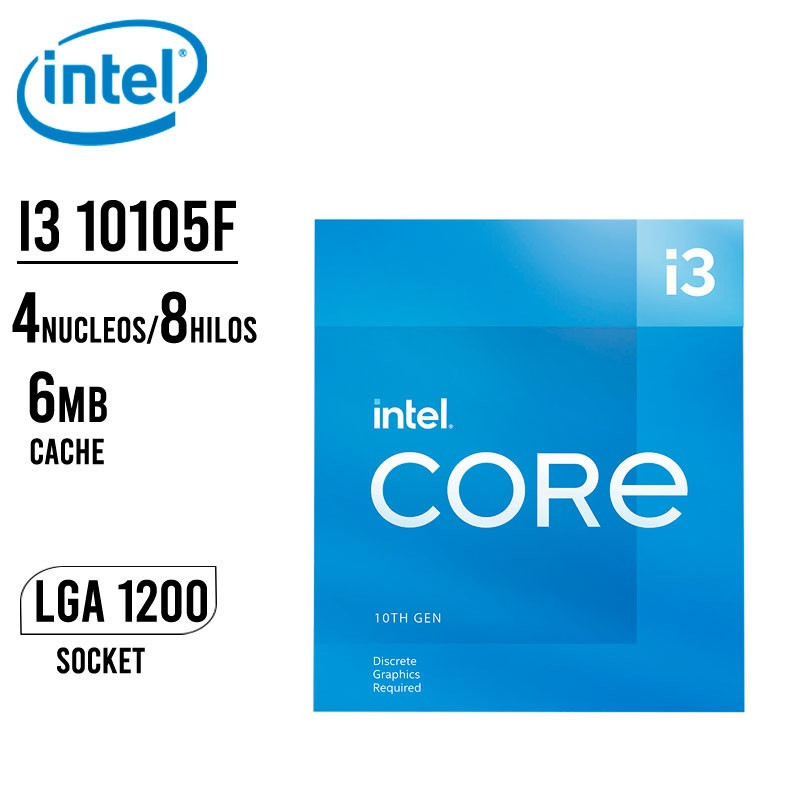 intel®
I3 10105F
4NUCLEOS/8HILOS
6MB
CACHE
LGA 1200
SOCKET
i3
intel.
CORe
10TH GEN
Discrete
Graphics
Required